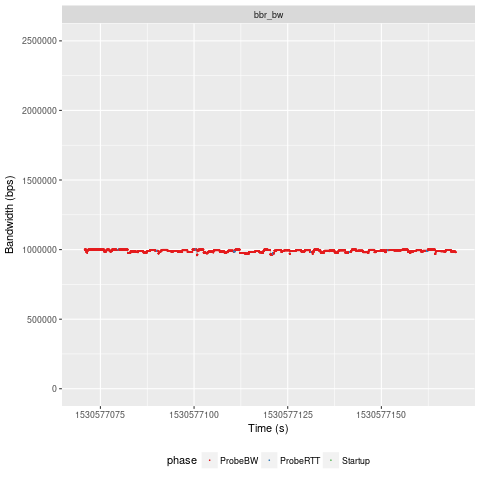 bbr_bw
2500000
2000000
1500000
1000000
500000
0
Bandwidth (bps)
1530577075 1530577100 1530577125 1530577150
Time (s)
phase ProbeBW ProbeRTT Startup